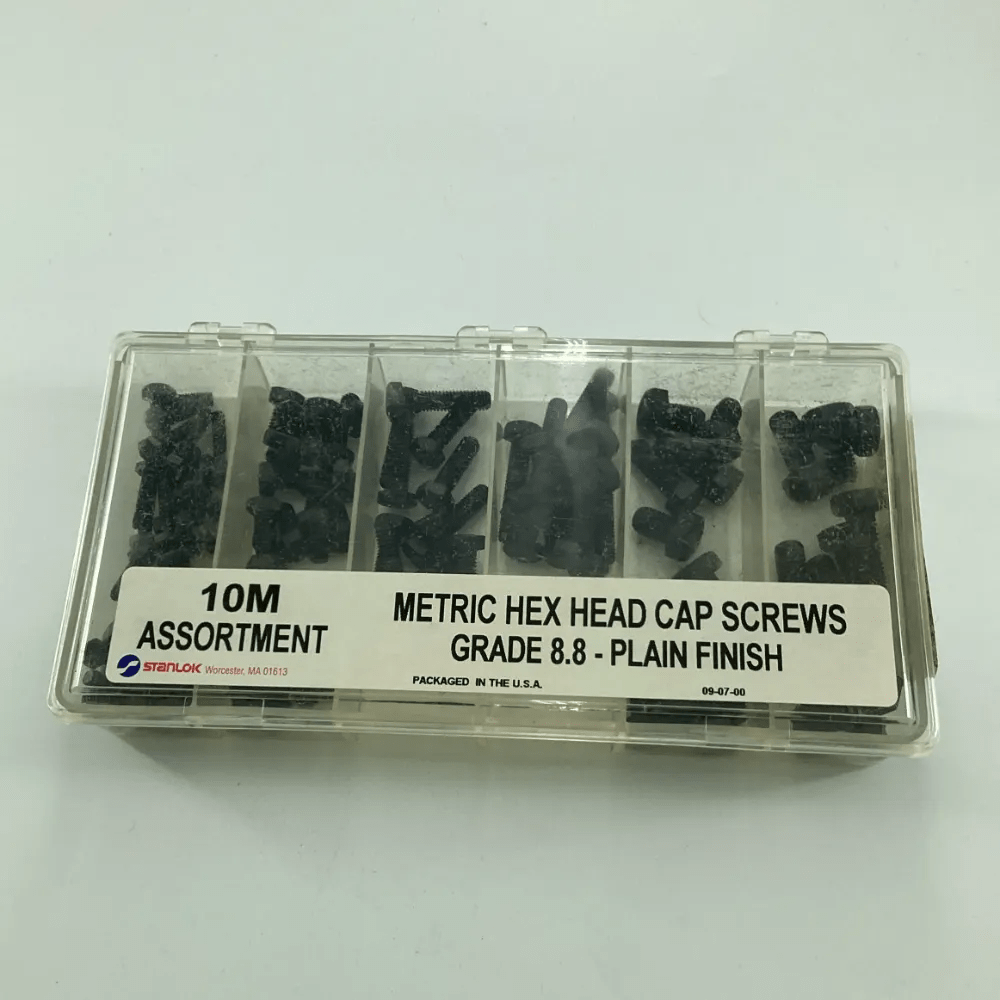 10M
ASSORTMENT
STANLOK Worcester, MA 01613
METRIC HEX HEAD CAP SCREWS
GRADE 8.8 - PLAIN FINISH
PACKAGED IN THE U.S.A.
09-07-00